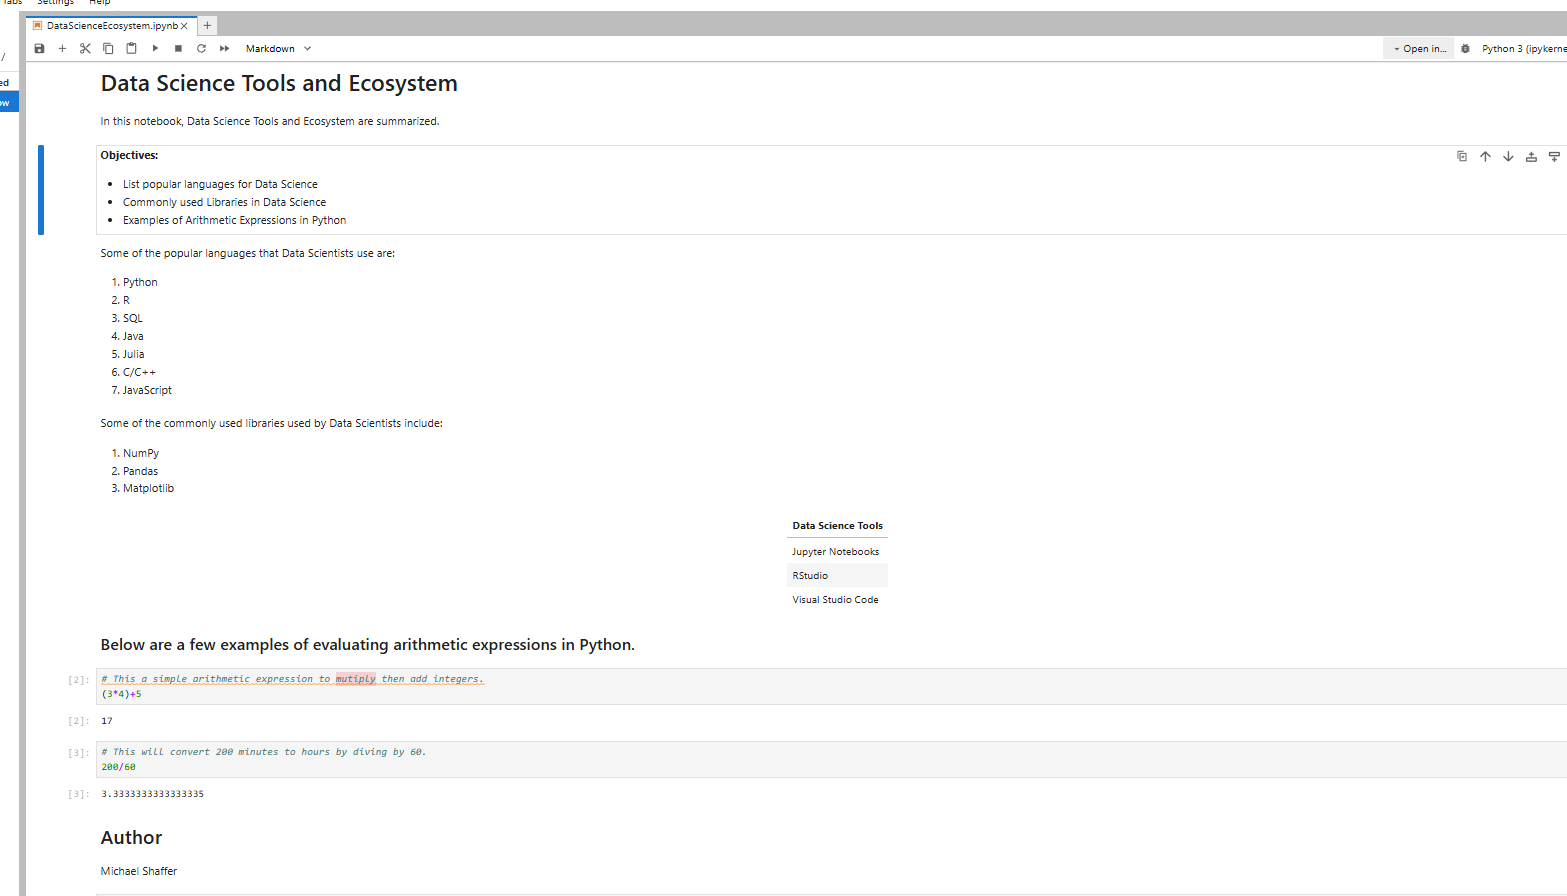 Tabs Settings Help
DataScienceEcosystem.ipynb
Markdown
Open in...
Python 3 (ipykerne
/
ed
ow
Data Science Tools and Ecosystem
In this notebook, Data Science Tools and Ecosystem are summarized.
Objectives:
• List popular languages for Data Science
• Commonly used Libraries in Data Science
• Examples of Arithmetic Expressions in Python
Some of the popular languages that Data Scientists use are:
1. Python
2. R
3. SQL
4. Java
5. Julia
6. C/C++
7. JavaScript
Some of the commonly used libraries used by Data Scientists include:
1. NumPy
2. Pandas
3. Matplotlib
Data Science Tools
Jupyter Notebooks
RStudio
Visual Studio Code
Below are a few examples of evaluating arithmetic expressions in Python.
[2]: # This a simple arithmetic expression to mutiply then add integers.
(3*4)+5
[2]: 17
[3]: # This will convert 200 minutes to hours by diving by 60.
200/60
[3]: 3.3333333333333335
Author
Michael Shaffer